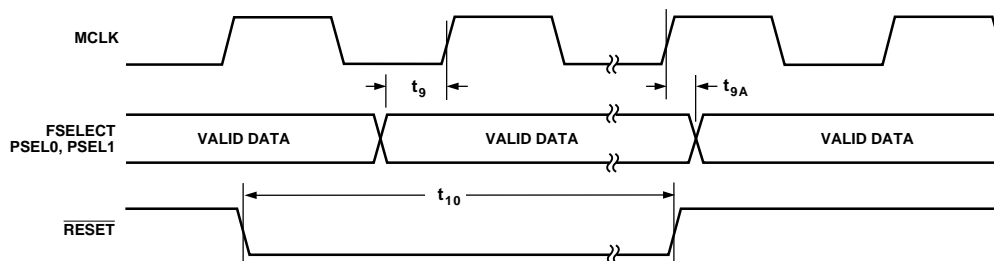 MCLK
t9
t9A
FSELECT
PSEL0, PSEL1
VALID DATA
VALID DATA
VALID DATA
t10
RESET